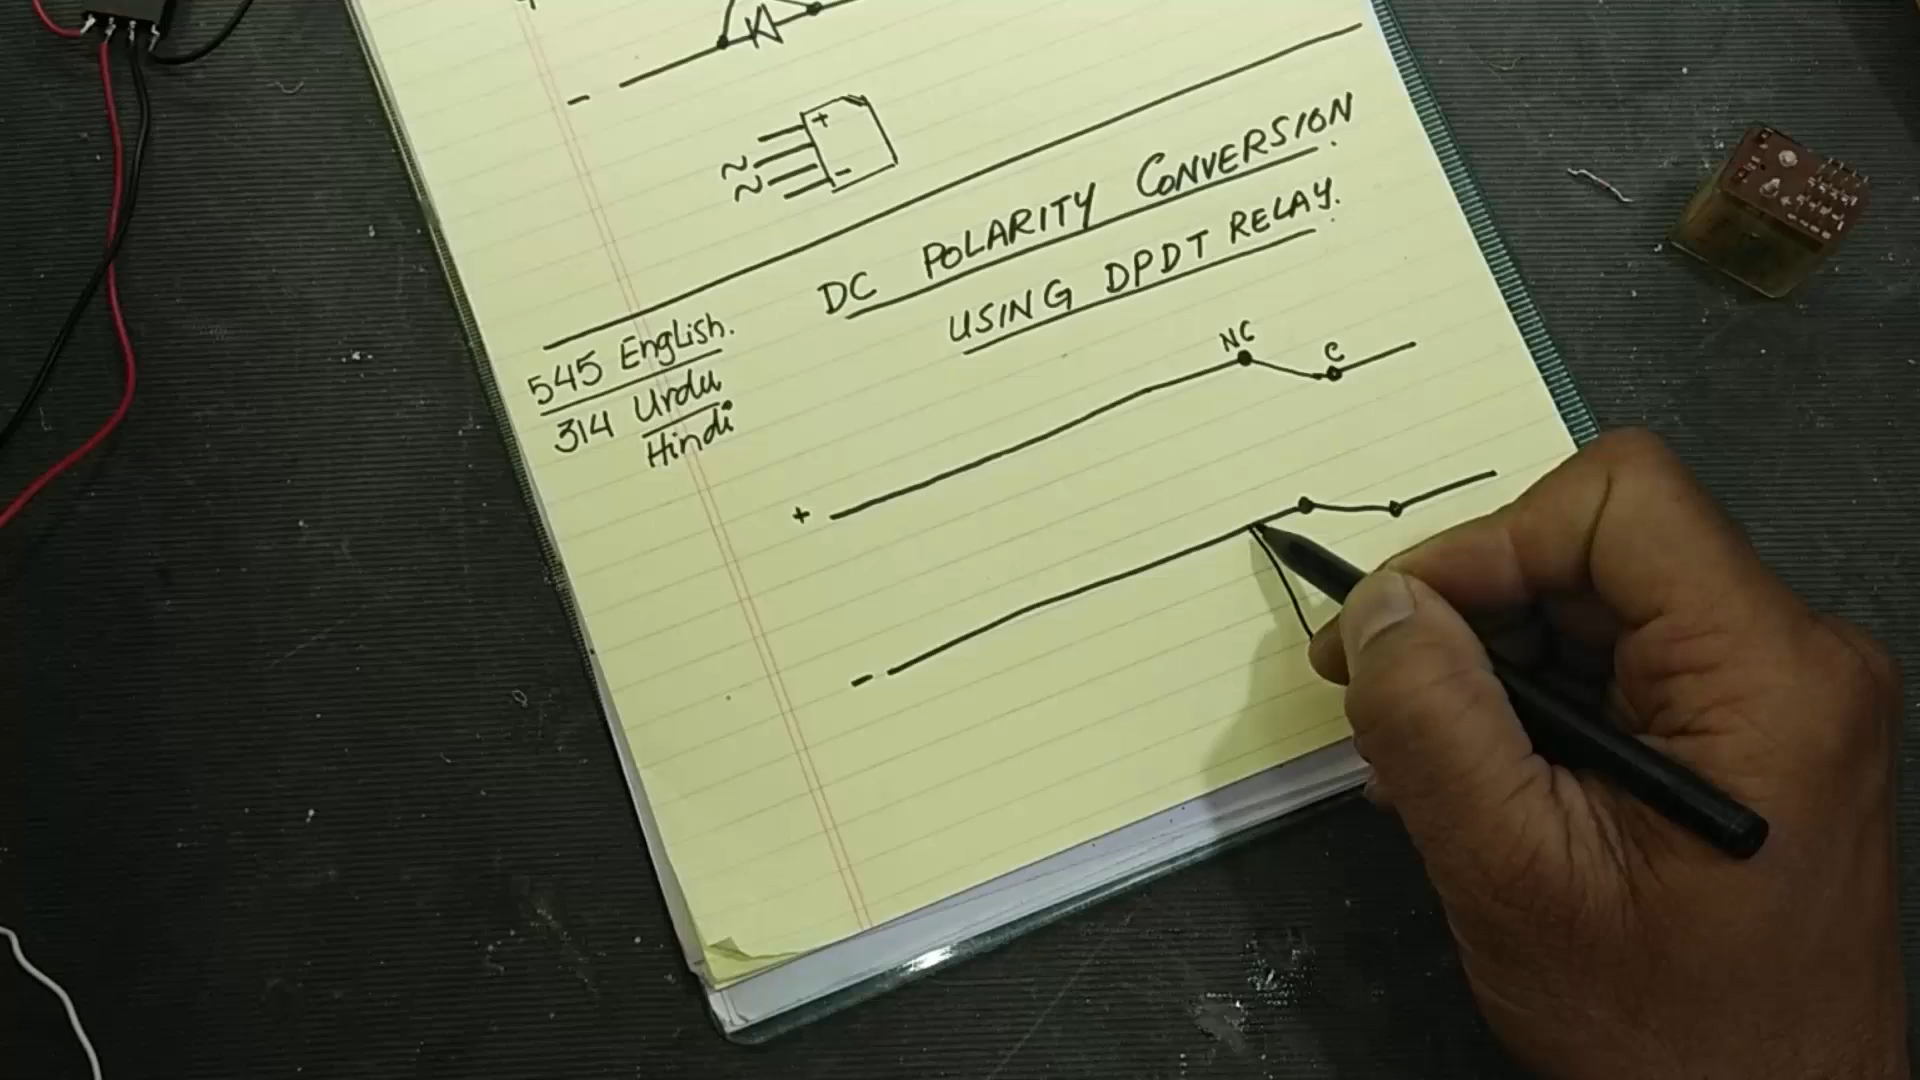 -
+
~
~
-
DC POLARITY CONVERSION.
USING DPDT RELAY.
545 English.
314 Urdu
Hindi
NC
C
+
-